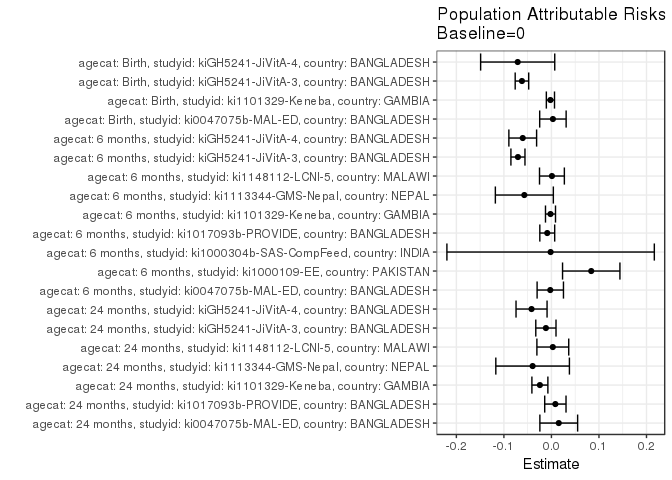 Population Attributable Risks
Baseline=0
agecat: Birth, studyid: kiGH5241-JiVitA-4, country: BANGLADESH
agecat: Birth, studyid: kiGH5241-JiVitA-3, country: BANGLADESH
agecat: Birth, studyid: ki1101329-Keneba, country: GAMBIA
agecat: Birth, studyid: ki0047075b-MAL-ED, country: BANGLADESH
agecat: 6 months, studyid: kiGH5241-JiVitA-4, country: BANGLADESH
agecat: 6 months, studyid: kiGH5241-JiVitA-3, country: BANGLADESH
agecat: 6 months, studyid: ki1148112-LCNI-5, country: MALAWI
agecat: 6 months, studyid: ki1113344-GMS-Nepal, country: NEPAL
agecat: 6 months, studyid: ki1101329-Keneba, country: GAMBIA
agecat: 6 months, studyid: ki1017093b-PROVIDE, country: BANGLADESH
agecat: 6 months, studyid: ki1000304b-SAS-CompFeed, country: INDIA
agecat: 6 months, studyid: ki1000109-EE, country: PAKISTAN
agecat: 6 months, studyid: ki0047075b-MAL-ED, country: BANGLADESH
agecat: 24 months, studyid: kiGH5241-JiVitA-4, country: BANGLADESH
agecat: 24 months, studyid: kiGH5241-JiVitA-3, country: BANGLADESH
agecat: 24 months, studyid: ki1148112-LCNI-5, country: MALAWI
agecat: 24 months, studyid: ki1113344-GMS-Nepal, country: NEPAL
agecat: 24 months, studyid: ki1101329-Keneba, country: GAMBIA
agecat: 24 months, studyid: ki1017093b-PROVIDE, country: BANGLADESH
agecat: 24 months, studyid: ki0047075b-MAL-ED, country: BANGLADESH
-0.2 -0.1 0.0 0.1 0.2
Estimate